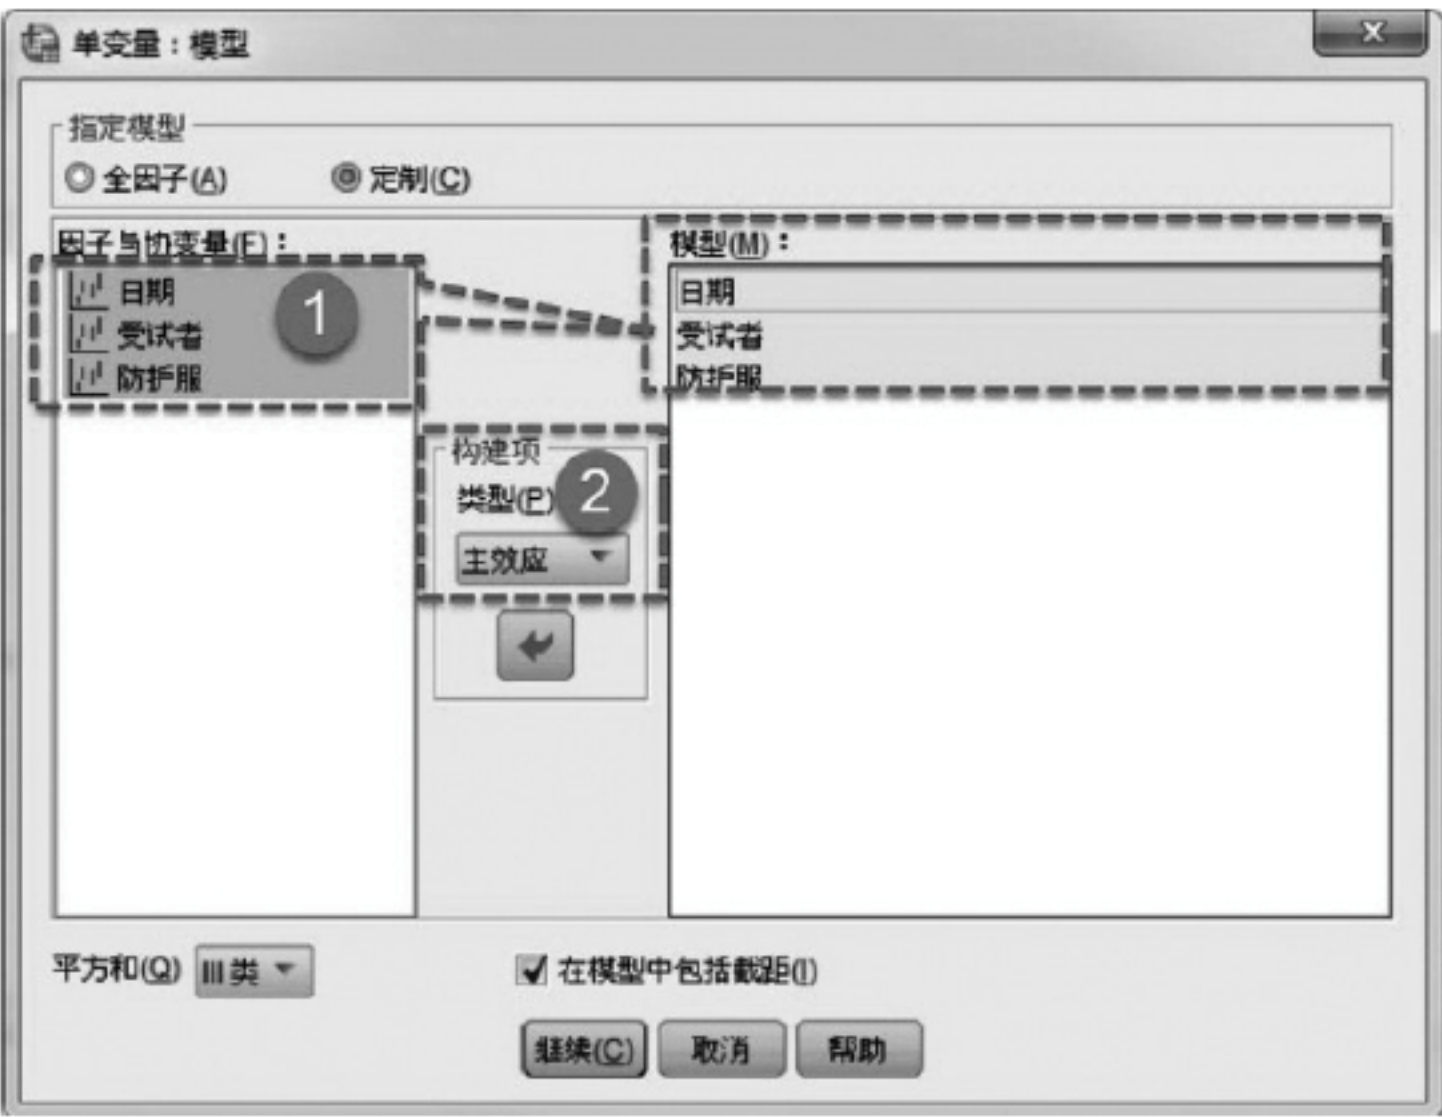 单变量：模型
X
指定模型
全因子(A)
定制(C)
因子与协变量(F)：
模型(M)：
日期
受试者
防护服
1
日期
受试者
防护服
构建项
类型(P)
2
主效应
平方和(Q)
III类
在模型中包括截距(I)
继续(C)
取消
帮助